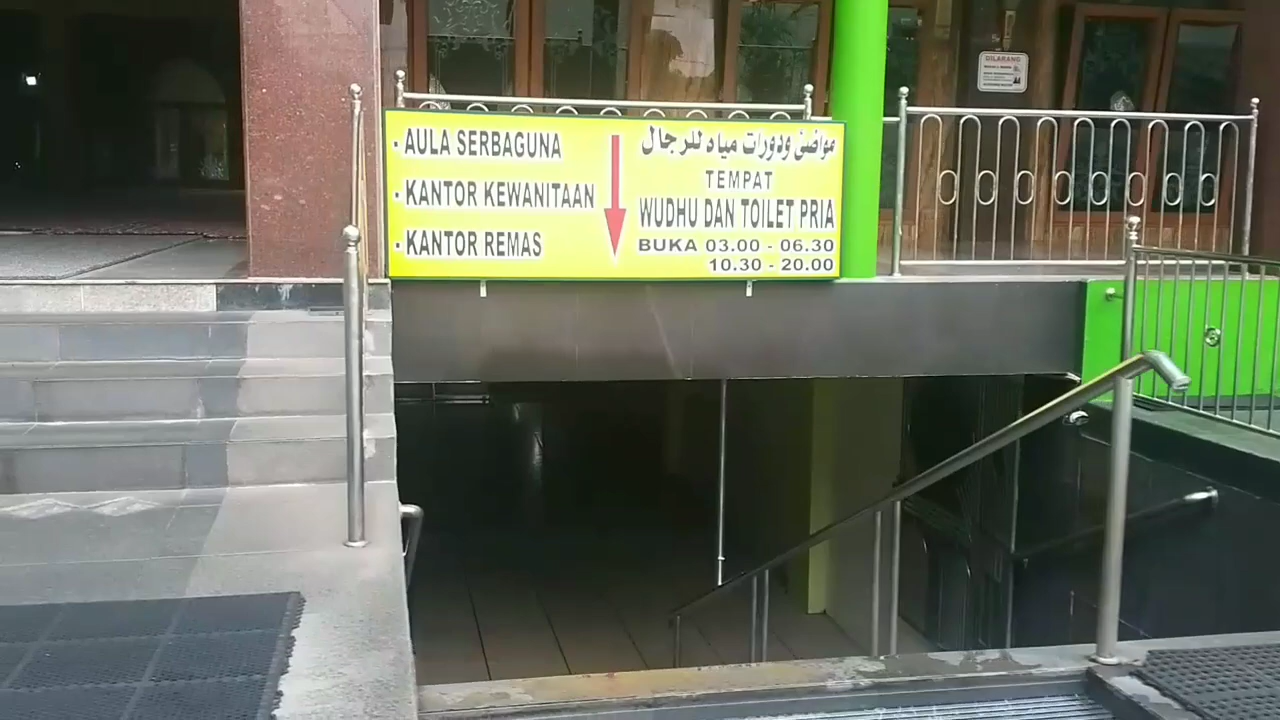 - AULA SERBAGUNA
- KANTOR KEWANITAAN
- KANTOR REMAS
مواضئ ودورات مياه للرجال
TEMPAT
WUDHU DAN TOILET PRIA
BUKA 03.00 - 06.30
10.30 - 20.00
DILARANG